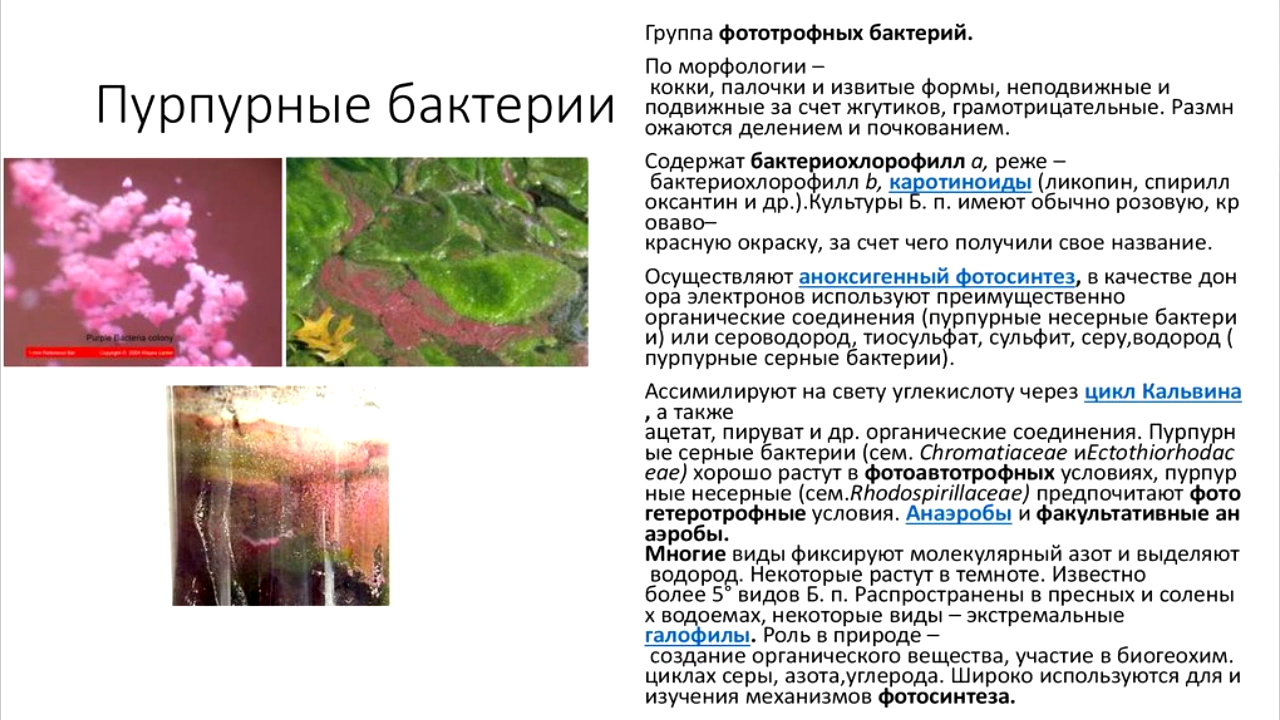 Пурпурные бактерии
Purple Bacteria colony
Группа фототрофных бактерий.
По морфологии –
кокки, палочки и извитые формы, неподвижные и
подвижные за счет жгутиков, грамотрицательные. Размн
ожаются делением и почкованием.
Содержат бактериохлорофилл a, реже –
бактериохлорофилл b, каротиноиды (ликопин, спирилл
оксантин и др.).Культуры Б. п. имеют обычно розовую, кр
оваво–
красную окраску, за счет чего получили свое название.
Осуществляют аноксигенный фотосинтез, в качестве дон
ора электронов используют преимущественно
органические соединения (пурпурные несерные бактери
и) или сероводород, тиосульфат, сульфит, серу,водород (
пурпурные серные бактерии).
Ассимилируют на свету углекислоту через цикл Кальвина
, а также
ацетат, пируват и др. органические соединения. Пурпурн
ые серные бактерии (сем. Chromatiaceae иEctothiorhodac
eae) хорошо растут в фотоавтотрофных условиях, пурпур
ные несерные (сем.Rhodospirillaceae) предпочитают фото
гетеротрофные условия. Анаэробы и факультативные ан
аэробы.
Многие виды фиксируют молекулярный азот и выделяют
водород. Некоторые растут в темноте. Известно
более 5° видов Б. п. Распространены в пресных и солены
х водоемах, некоторые виды – экстремальные
галофилы. Роль в природе –
создание органического вещества, участие в биогеохим.
циклах серы, азота,углерода. Широко используются для и
изучения механизмов фотосинтеза.